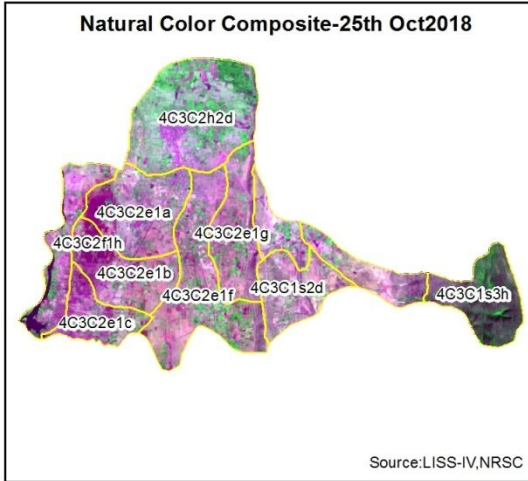 Natural Color Composite-25th Oct2018
4C3C2h2d
4C3C2e1a
4C3C2e1g
4C3C2f1h
4C3C2e1b
4C3C2e1f
4C3C1s2d
4C3C1s3h
4C3C2e1c
Source:LISS-IV,NRSC